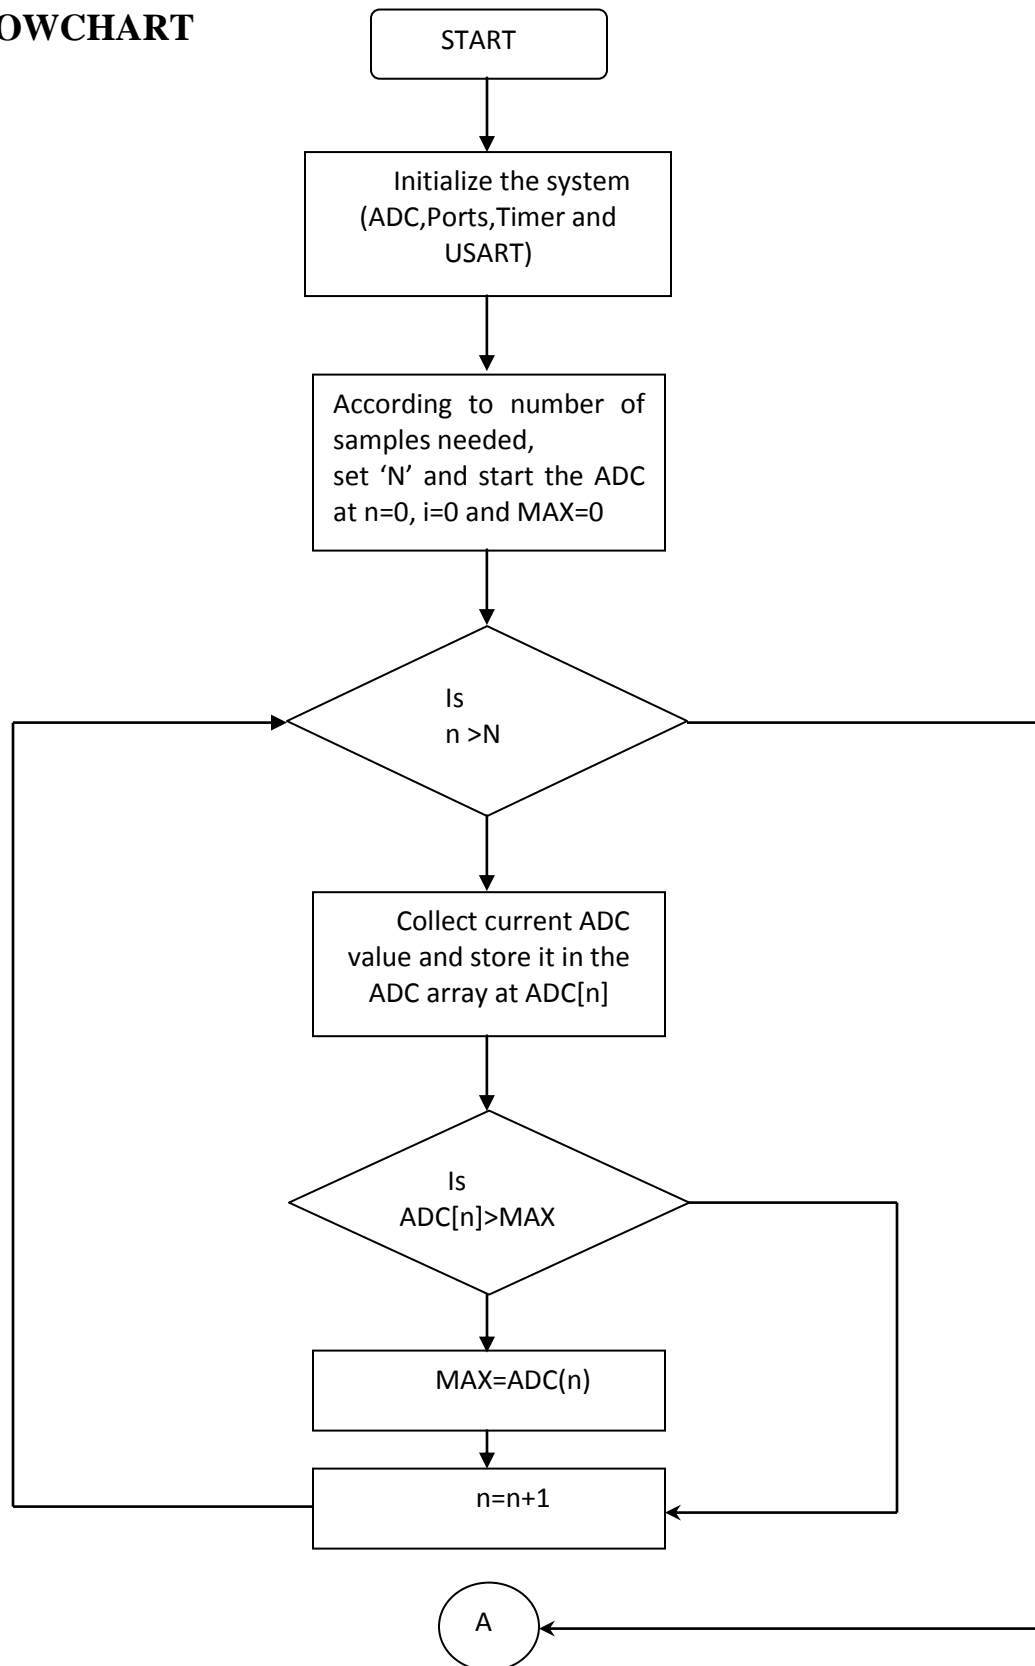 OWCHART
START
Initialize the system
(ADC,Ports,Timer and
USART)
According to number of
samples needed,
set ‘N’ and start the ADC
at n=0, i=0 and MAX=0
Is
n >N
Collect current ADC
value and store it in the
ADC array at ADC[n]
Is
ADC[n]>MAX
MAX=ADC(n)
n=n+1
A